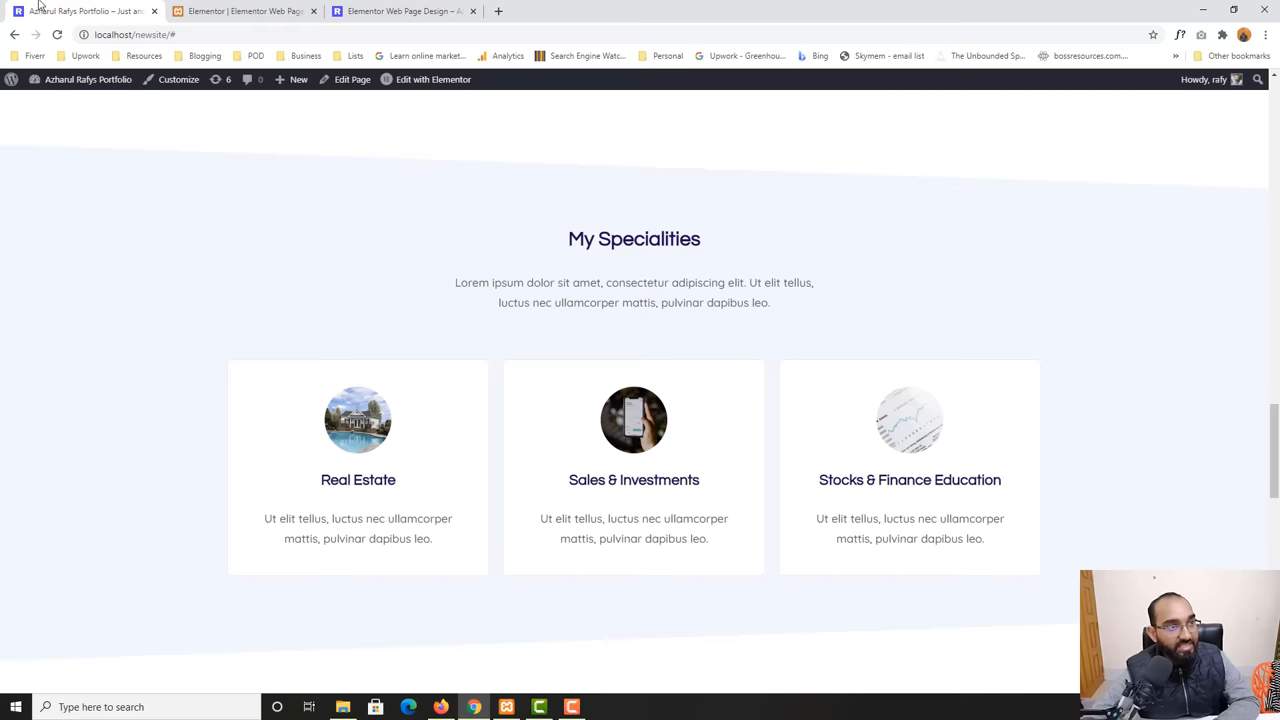 Azharul Rafys Portfolio – Just an
Elementor | Elementor Web Page
Elementor Web Page Design – A
localhost/newsite/#
Fiverr
Upwork
Resources
Blogging
POD
Business
Lists
Learn online market...
Analytics
Search Engine Watc...
Personal
Upwork - Greenhou...
Bing
Skymem - email list
The Unbounded Sp...
bossresources.com...
Other bookmarks
Azharul Rafys Portfolio
Customize
6
0
New
Edit Page
Edit with Elementor
Howdy, rafy
My Specialities
Lorem ipsum dolor sit amet, consectetur adipiscing elit. Ut elit tellus,
luctus nec ullamcorper mattis, pulvinar dapibus leo.
Real Estate
Sales & Investments
Stocks & Finance Education
Ut elit tellus, luctus nec ullamcorper
mattis, pulvinar dapibus leo.
Ut elit tellus, luctus nec ullamcorper
mattis, pulvinar dapibus leo.
Ut elit tellus, luctus nec ullamcorper
mattis, pulvinar dapibus leo.
Type here to search